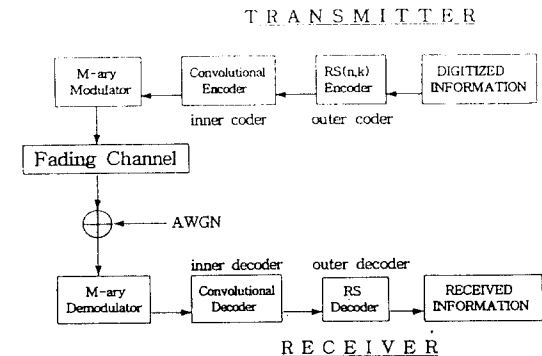 TRANSMITTER
M-ary
Modulator
Convolutional
Encoder
RS(n,k)
Encoder
DIGITIZED
INFORMATION
inner coder
outer coder
Fading Channel
AWGN
inner decoder
outer decoder
M-ary
Demodulator
Convolutional
Decoder
RS
Decoder
RECEIVED
INFORMATION
RECEIVER